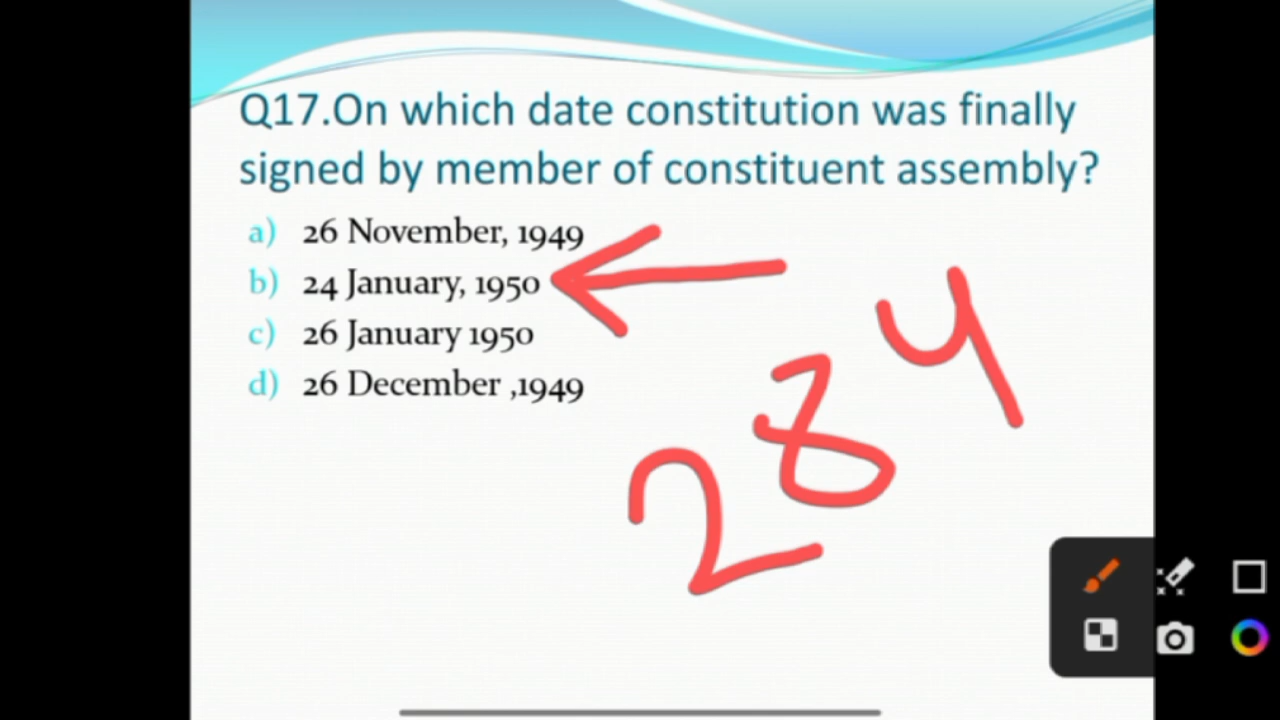 Q17.On which date constitution was finally
signed by member of constituent assembly?
a) 26 November, 1949
b) 24 January, 1950
c) 26 January 1950
d) 26 December ,1949
284